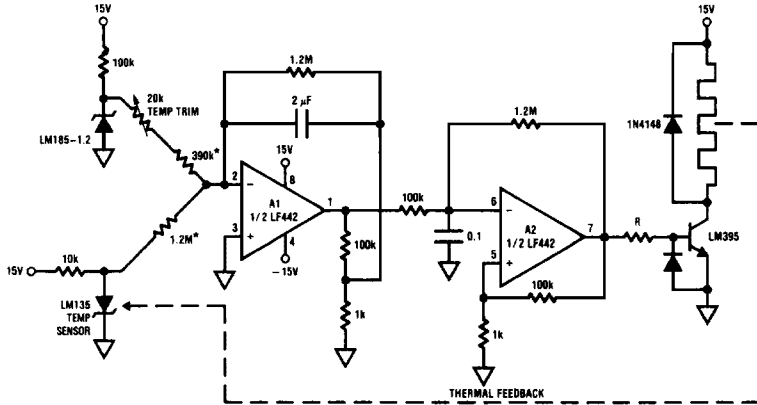 15V
15V
190k
20k
TEMP TRIM
LM185-1.2
390k*
1.2M*
15V
10k
LM135
TEMP
SENSOR
1.2M
2 μF
15V
8
2
3
A1
1/2 LF442
1
4
-15V
100k
1k
100k
0.1
1.2M
6
5
A2
1/2 LF442
7
100k
1k
R
1N4148
LM395
THERMAL FEEDBACK